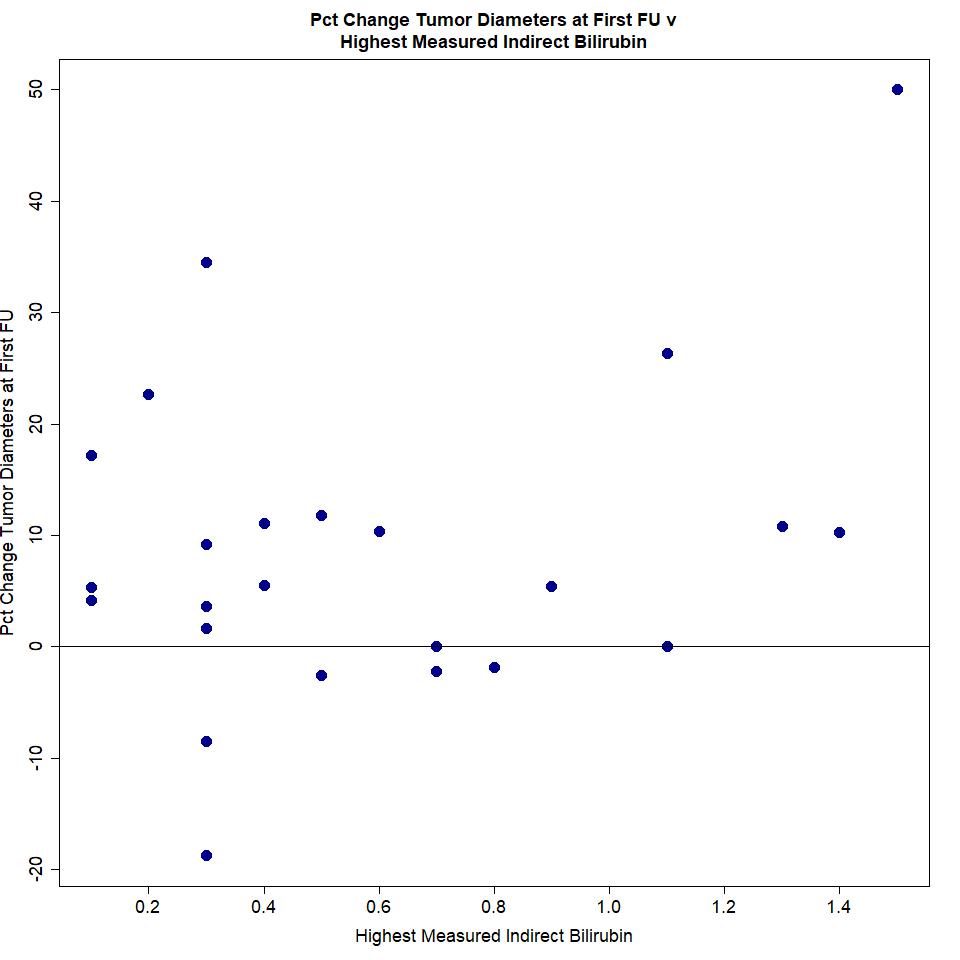 Pct Change Tumor Diameters at First FU v
Highest Measured Indirect Bilirubin
Pct Change Tumor Diameters at First FU
50
40
30
20
10
0
-10
-20
0.2 0.4 0.6 0.8 1.0 1.2 1.4
Highest Measured Indirect Bilirubin